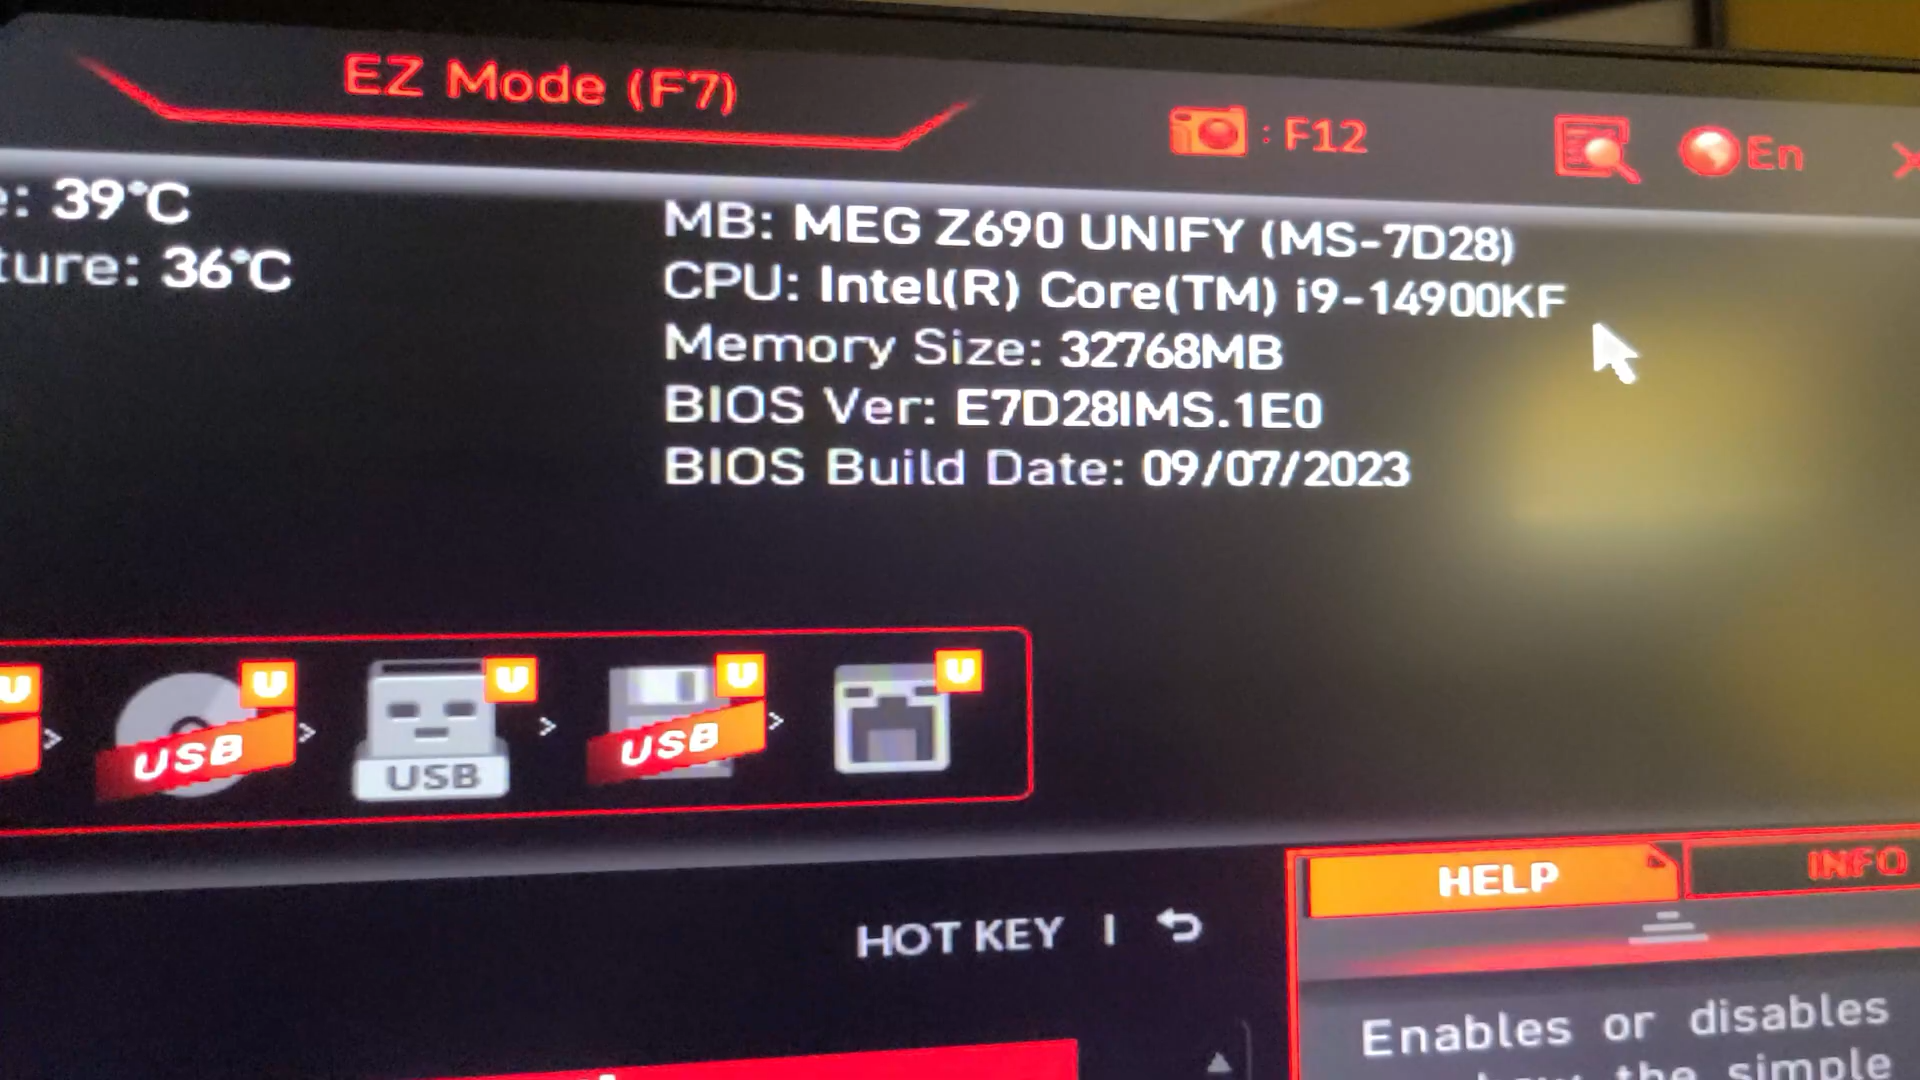 EZ Mode (F7)
: F12
En
e: 39°C
ture: 36°C
MB: MEG Z690 UNIFY (MS-7D28)
CPU: Intel(R) Core(TM) i9-14900KF
Memory Size: 32768MB
BIOS Ver: E7D28IMS.1E0
BIOS Build Date: 09/07/2023
U U U U U
USB USB USB
HOT KEY |
HELP INFO
Enables or disables
the simple